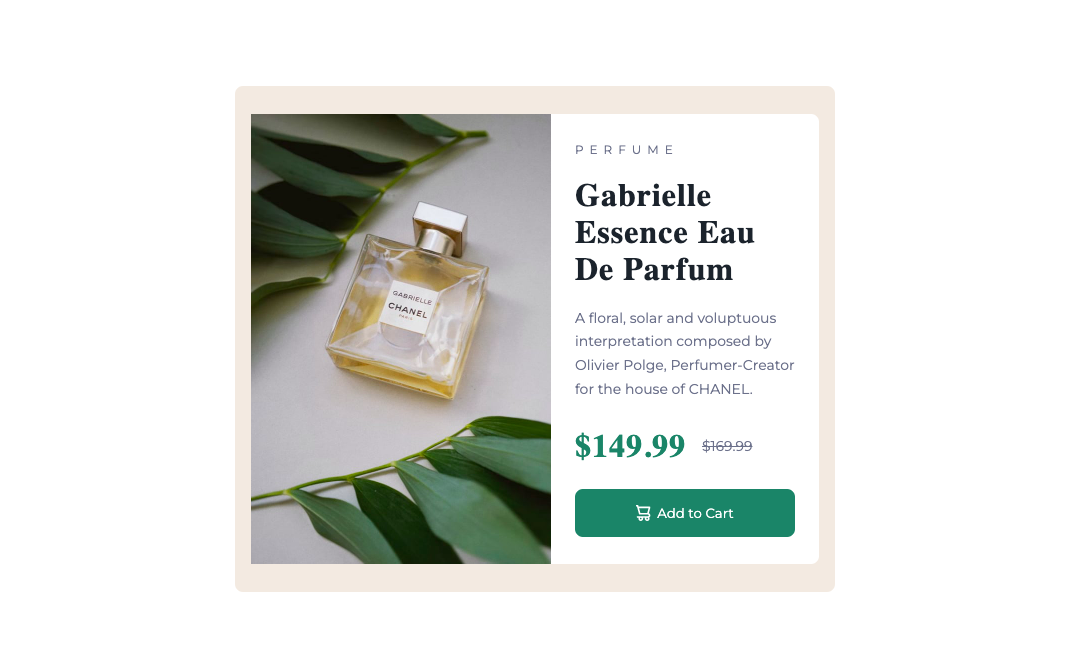 GABRIELLE
CHANEL
PARIS
PERFUME
Gabrielle
Essence Eau
De Parfum
A floral, solar and voluptuous
interpretation composed by
Olivier Polge, Perfumer-Creator
for the house of CHANEL.
$149.99 $169.99
Add to Cart